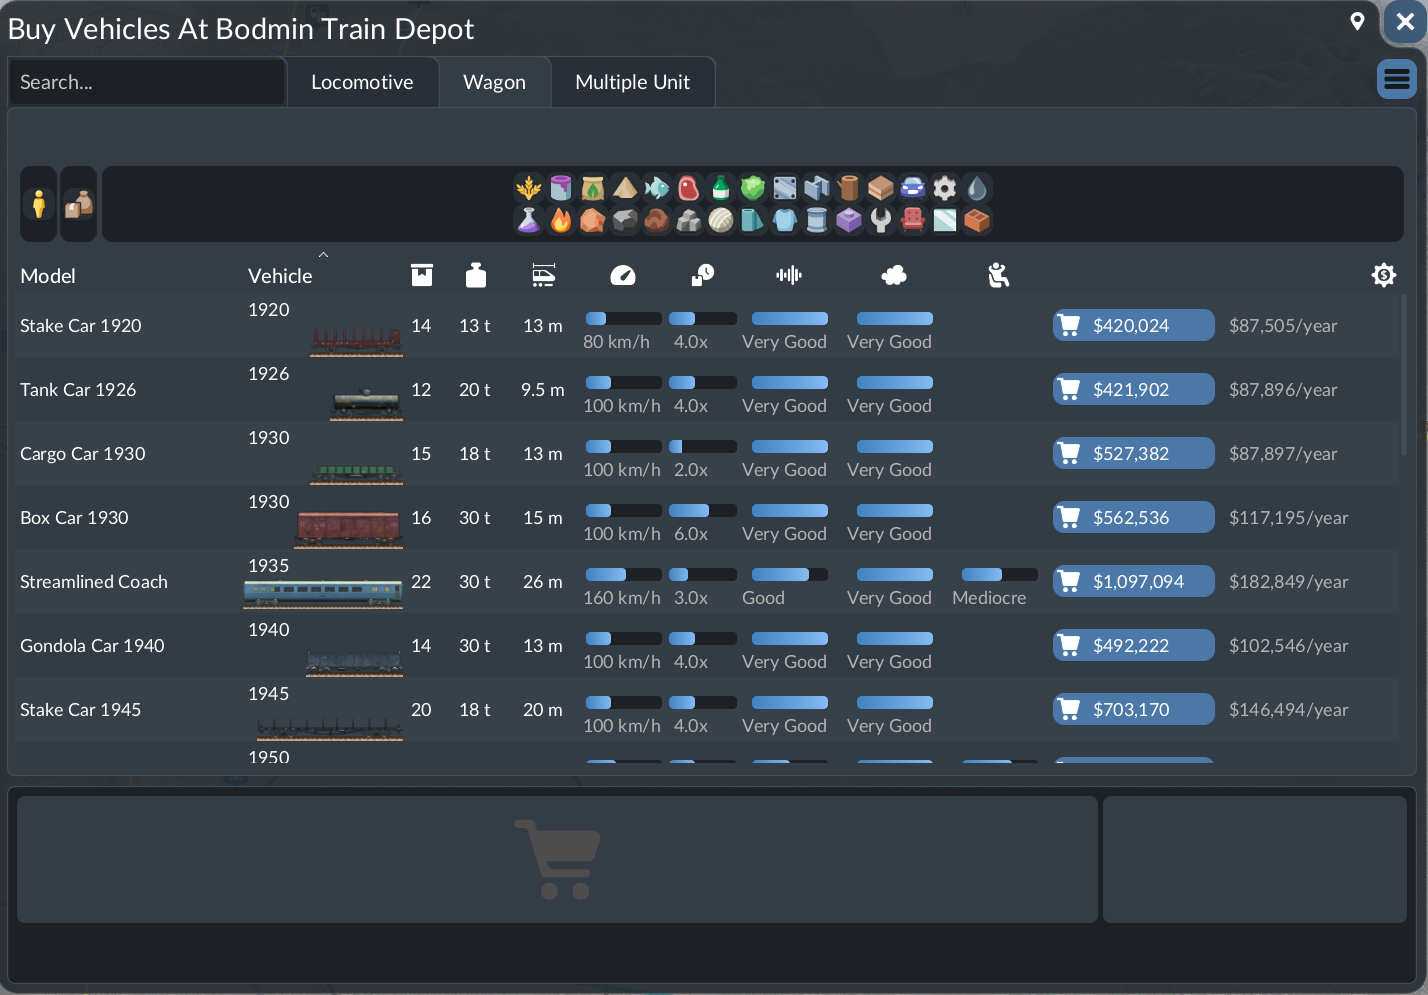 Buy Vehicles At Bodmin Train Depot
Search... Locomotive Wagon Multiple Unit
Model Vehicle
Stake Car 1920 1920 14 13 t 13 m 80 km/h 4.0x Very Good Very Good $420,024 $87,505/year
Tank Car 1926 1926 12 20 t 9.5 m 100 km/h 4.0x Very Good Very Good $421,902 $87,896/year
Cargo Car 1930 1930 15 18 t 13 m 100 km/h 2.0x Very Good Very Good $527,382 $87,897/year
Box Car 1930 1930 16 30 t 15 m 100 km/h 6.0x Very Good Very Good $562,536 $117,195/year
Streamlined Coach 1935 22 30 t 26 m 160 km/h 3.0x Good Very Good Mediocre $1,097,094 $182,849/year
Gondola Car 1940 1940 14 30 t 13 m 100 km/h 4.0x Very Good Very Good $492,222 $102,546/year
Stake Car 1945 1945 20 18 t 20 m 100 km/h 4.0x Very Good Very Good $703,170 $146,494/year
1950